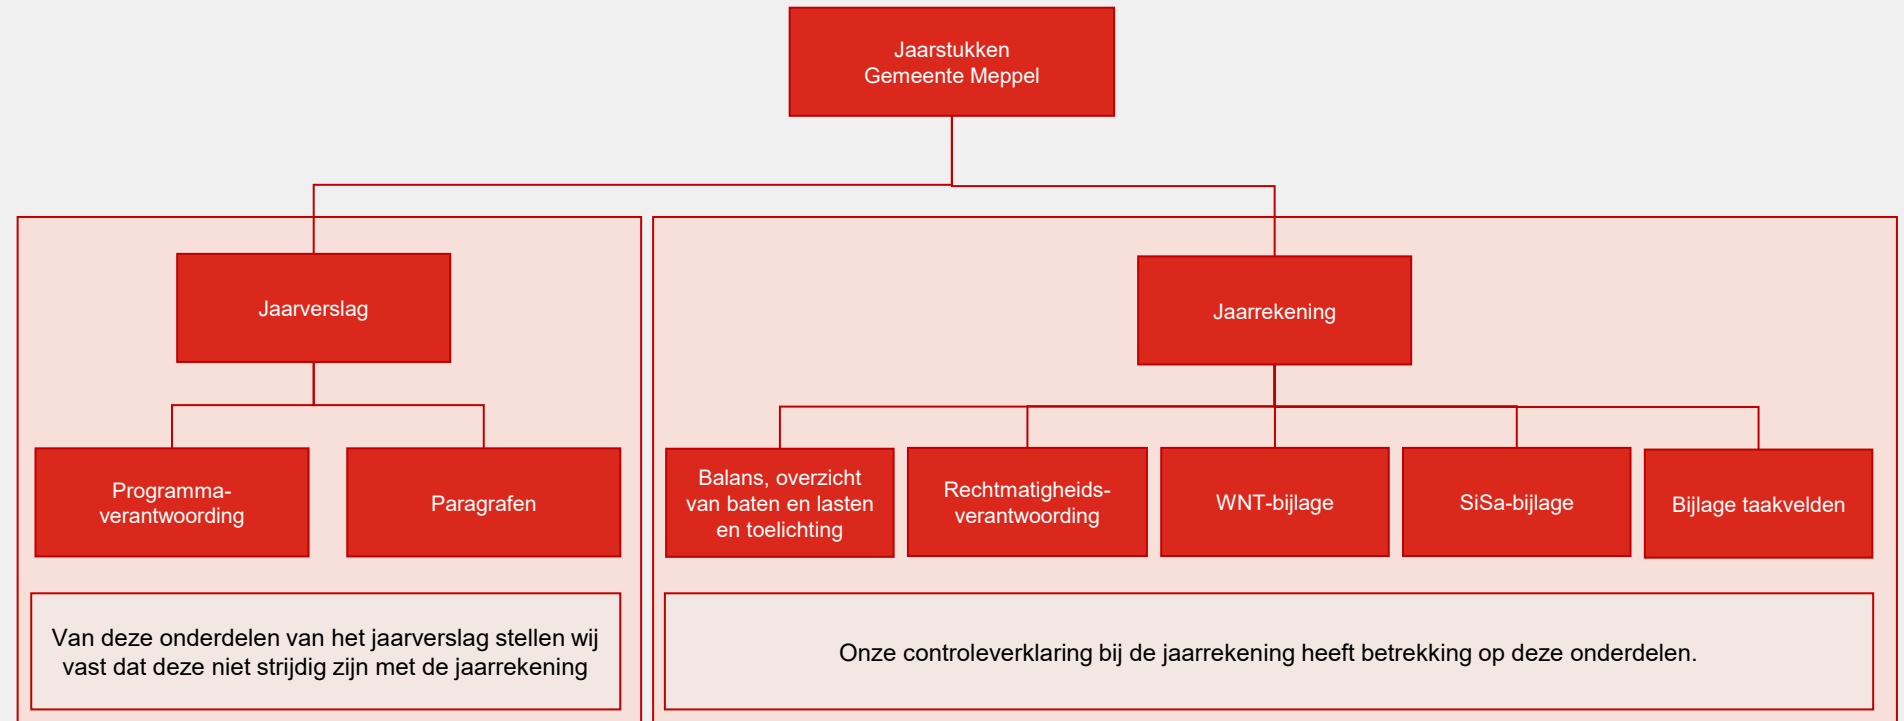 Jaarstukken
Gemeente Meppel
Jaarverslag
Jaarrekening
Programma-
verantwoording
Paragrafen
Balans, overzicht
van baten en lasten
en toelichting
Rechtmatigheids-
verantwoording
WNT-bijlage
SiSa-bijlage
Bijlage taakvelden
Van deze onderdelen van het jaarverslag stellen wij
vast dat deze niet strijdig zijn met de jaarrekening
Onze controleverklaring bij de jaarrekening heeft betrekking op deze onderdelen.